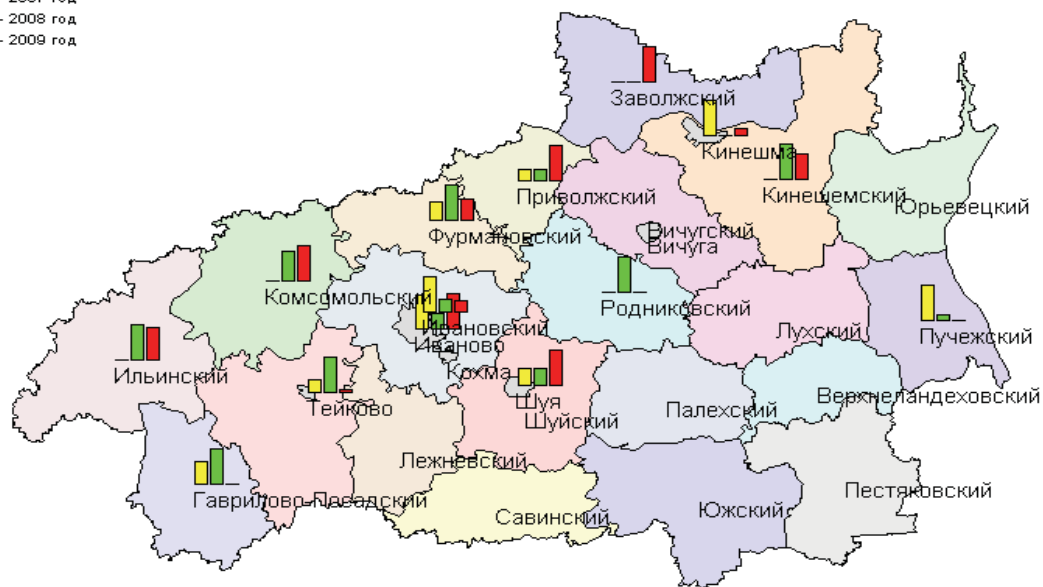 - 2008 год
- 2009 год
Заволжский
Кинешма
Кинешемский
Приволжский
Юрьевецкий
Вичугский
Вичуга
Фурмановский
Комсомольский
Родниковский
Лухский
Пучежский
Ивановский
Иваново
Кохма
Ильинский
Тейково
Шуя
Шуйский
Палехский
Верхнеландеховский
Лежневский
Гаврилово-Посадский
Савинский
Южский
Пестяковский